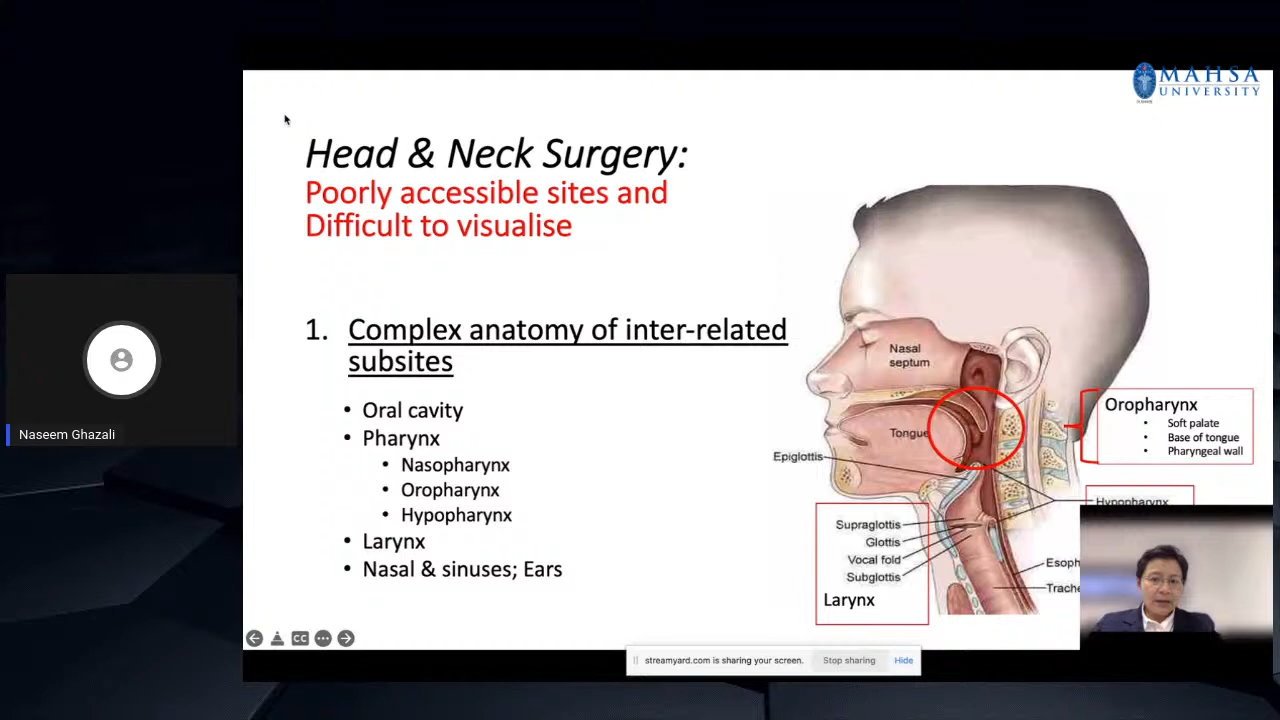 MAHSA
UNIVERSITY
Head & Neck Surgery:
Poorly accessible sites and
Difficult to visualise
1. Complex anatomy of inter-related
subsites
• Oral cavity
• Pharynx
• Nasopharynx
• Oropharynx
• Hypopharynx
• Larynx
• Nasal & sinuses; Ears
Nasal
septum
Tongue
Epiglottis
Oropharynx
• Soft palate
• Base of tongue
• Pharyngeal wall
Hypopharynx
Supraglottis
Glottis
Vocal fold
Subglottis
Larynx
Esoph
Trache
Naseem Ghazali
CC
streamyard.com is sharing your screen.
Stop sharing
Hide